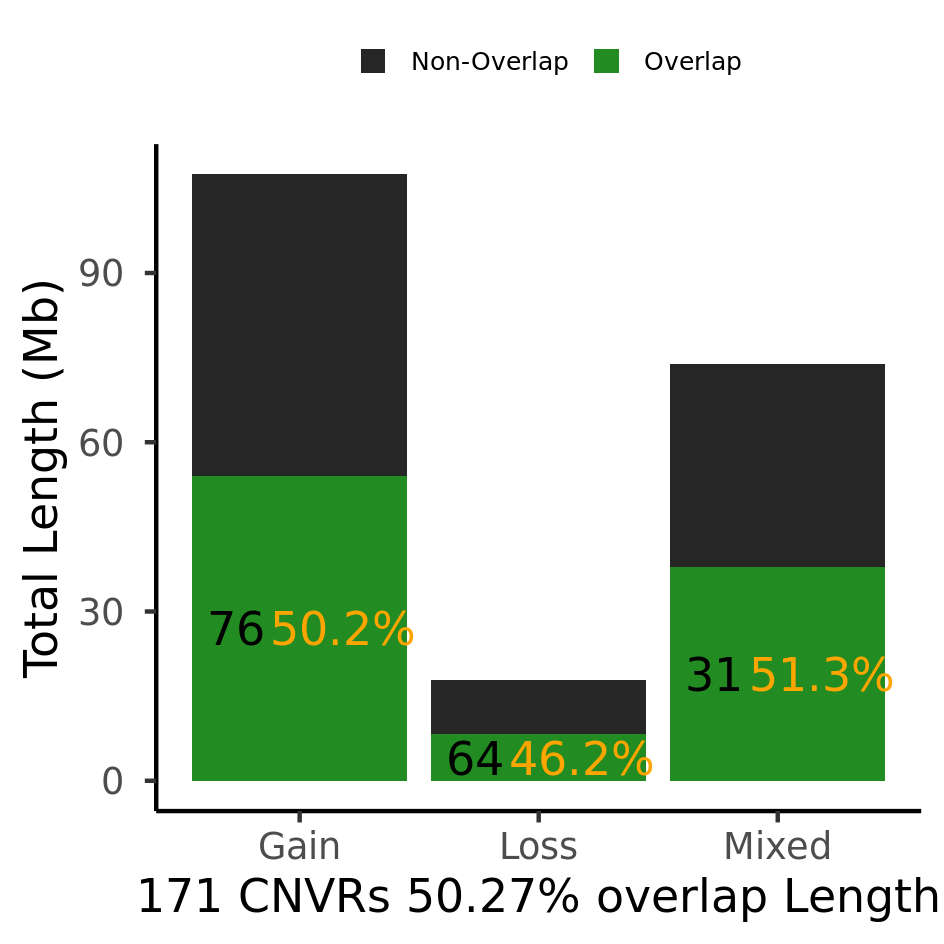 Non-Overlap Overlap
Total Length (Mb)
90
60
30
0
76 50.2%
64 46.2%
31 51.3%
Gain Loss Mixed
171 CNVRs 50.27% overlap Length